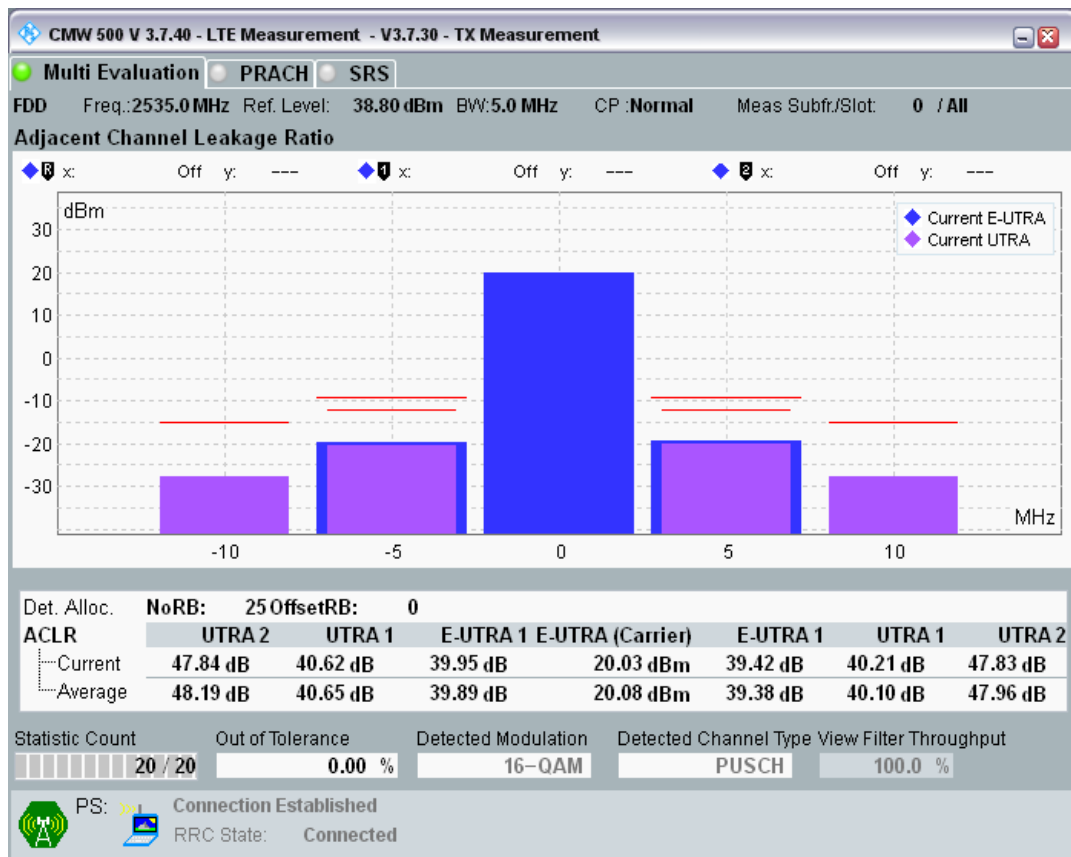 CMW 500 V 3.7.40 - LTE Measurement - V3.7.30 - TX Measurement
Multi Evaluation PRACH SRS
FDD Freq.:2535.0 MHz Ref. Level: 38.80 dBm BW:5.0 MHz CP :Normal Meas Subfr./Slot: 0 / All
Adjacent Channel Leakage Ratio
R x: Off y: --- 1 x: Off y: --- 2 x: Off y: ---
dBm
Current E-UTRA
Current UTRA
30
20
10
0
-10
-20
-30
MHz
-10 -5 0 5 10
Det. Alloc. NoRB: 25 OffsetRB: 0
ACLR UTRA 2 UTRA 1 E-UTRA 1 E-UTRA (Carrier) E-UTRA 1 UTRA 1 UTRA 2
Current 47.84 dB 40.62 dB 39.95 dB 20.03 dBm 39.42 dB 40.21 dB 47.83 dB
Average 48.19 dB 40.65 dB 39.89 dB 20.08 dBm 39.38 dB 40.10 dB 47.96 dB
Statistic Count Out of Tolerance Detected Modulation Detected Channel Type View Filter Throughput
20 / 20 0.00 % 16-QAM PUSCH 100.0 %
PS: Connection Established
RRC State: Connected